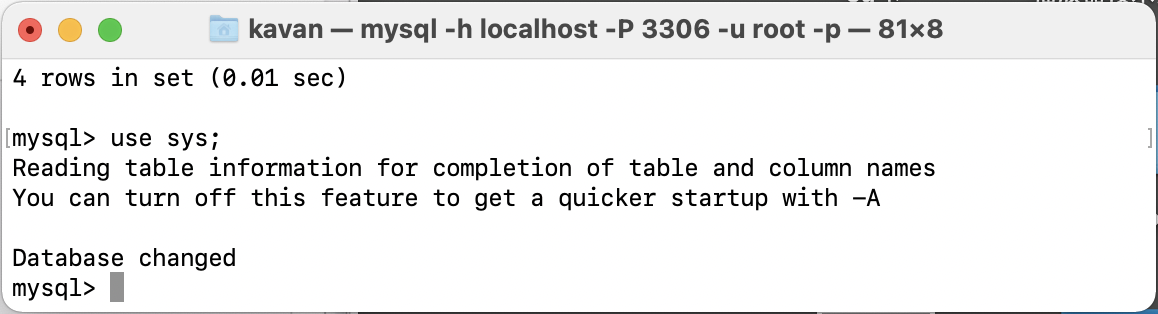 kavan — mysql -h localhost -P 3306 -u root -p — 81×8
4 rows in set (0.01 sec)
[mysql> use sys; ]
Reading table information for completion of table and column names
You can turn off this feature to get a quicker startup with -A
Database changed
mysql>